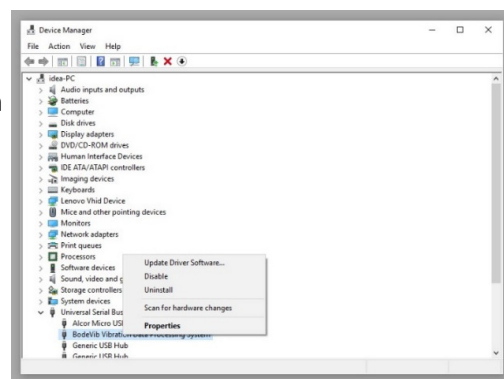 Device Manager
File Action View Help
idea-PC
Audio inputs and outputs
Batteries
Computer
Disk drives
Display adapters
DVD/CD-ROM drives
Human Interface Devices
IDE ATA/ATAPI controllers
Imaging devices
Keyboards
Lenovo Vhid Device
Mice and other pointing devices
Monitors
Network adapters
Print queues
Processors
Software devices
Sound, video and g
Storage controllers
System devices
Universal Serial Bus
Alcor Micro US
BodeVib Vibration Data Processing System
Generic USB Hub
Generic USB Hub
Update Driver Software...
Disable
Uninstall
Scan for hardware changes
Properties